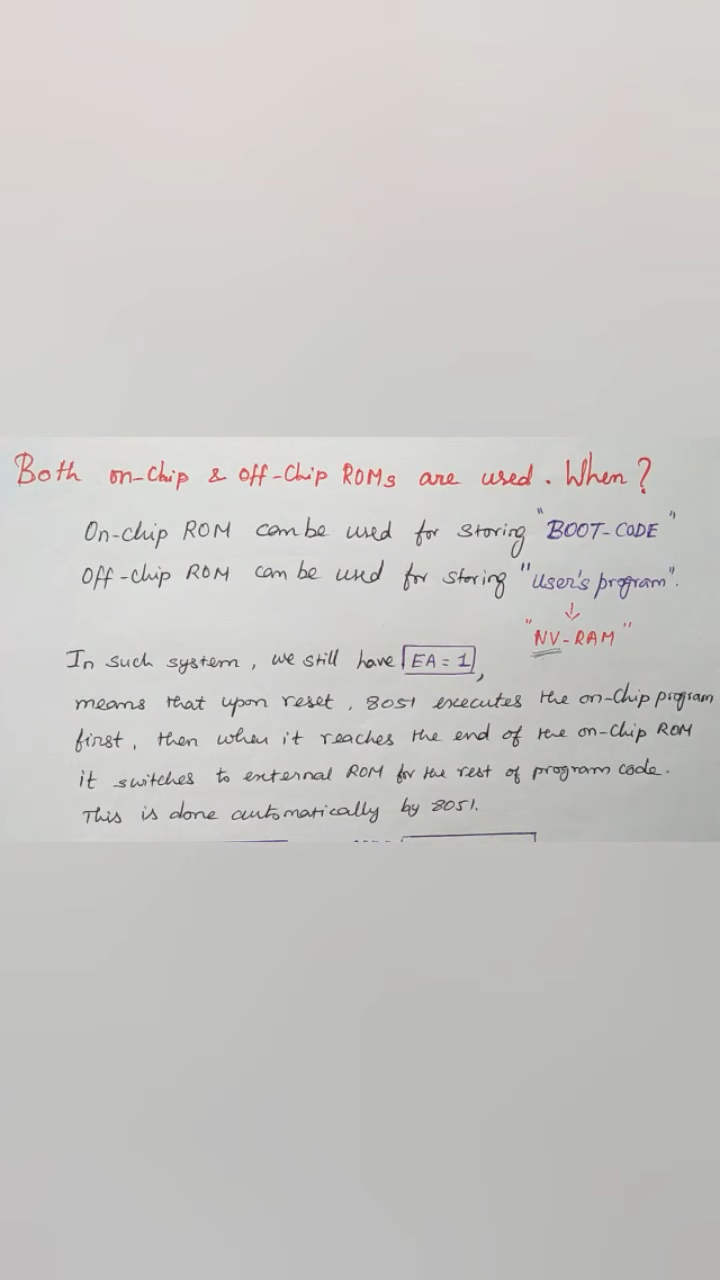 Both on-chip & off-chip ROMs are used. When?
On-chip ROM can be used for storing "BOOT-CODE"
Off-chip ROM can be used for storing "user's program".
↓
"NV-RAM"
In such system, we still have EA = 1,
means that upon reset, 8051 executes the on-chip program
first, then when it reaches the end of the on-chip ROM
it switches to external ROM for the rest of program code.
This is done automatically by 8051.